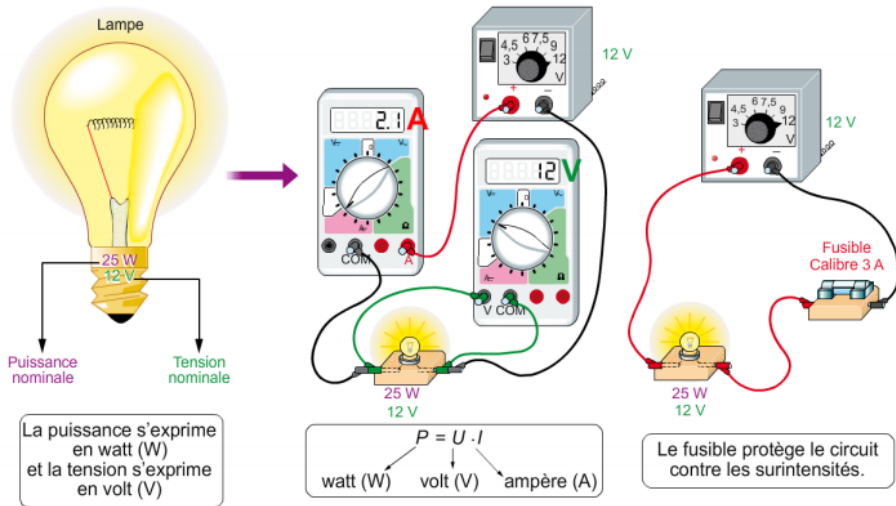 Lampe
25 W
12 V
Puissance
nominale
Tension
nominale
La puissance s'exprime
en watt (W)
et la tension s'exprime
en volt (V)
2.1 A
COM
A
3 4,5 6 7,5 9 12
V
+ −
12 V
12 V
V COM
25 W
12 V
P = U · I
watt (W) volt (V) ampère (A)
3 4,5 6 7,5 9 12
V
+ −
12 V
Fusible
Calibre 3 A
25 W
12 V
Le fusible protège le circuit
contre les surintensités.